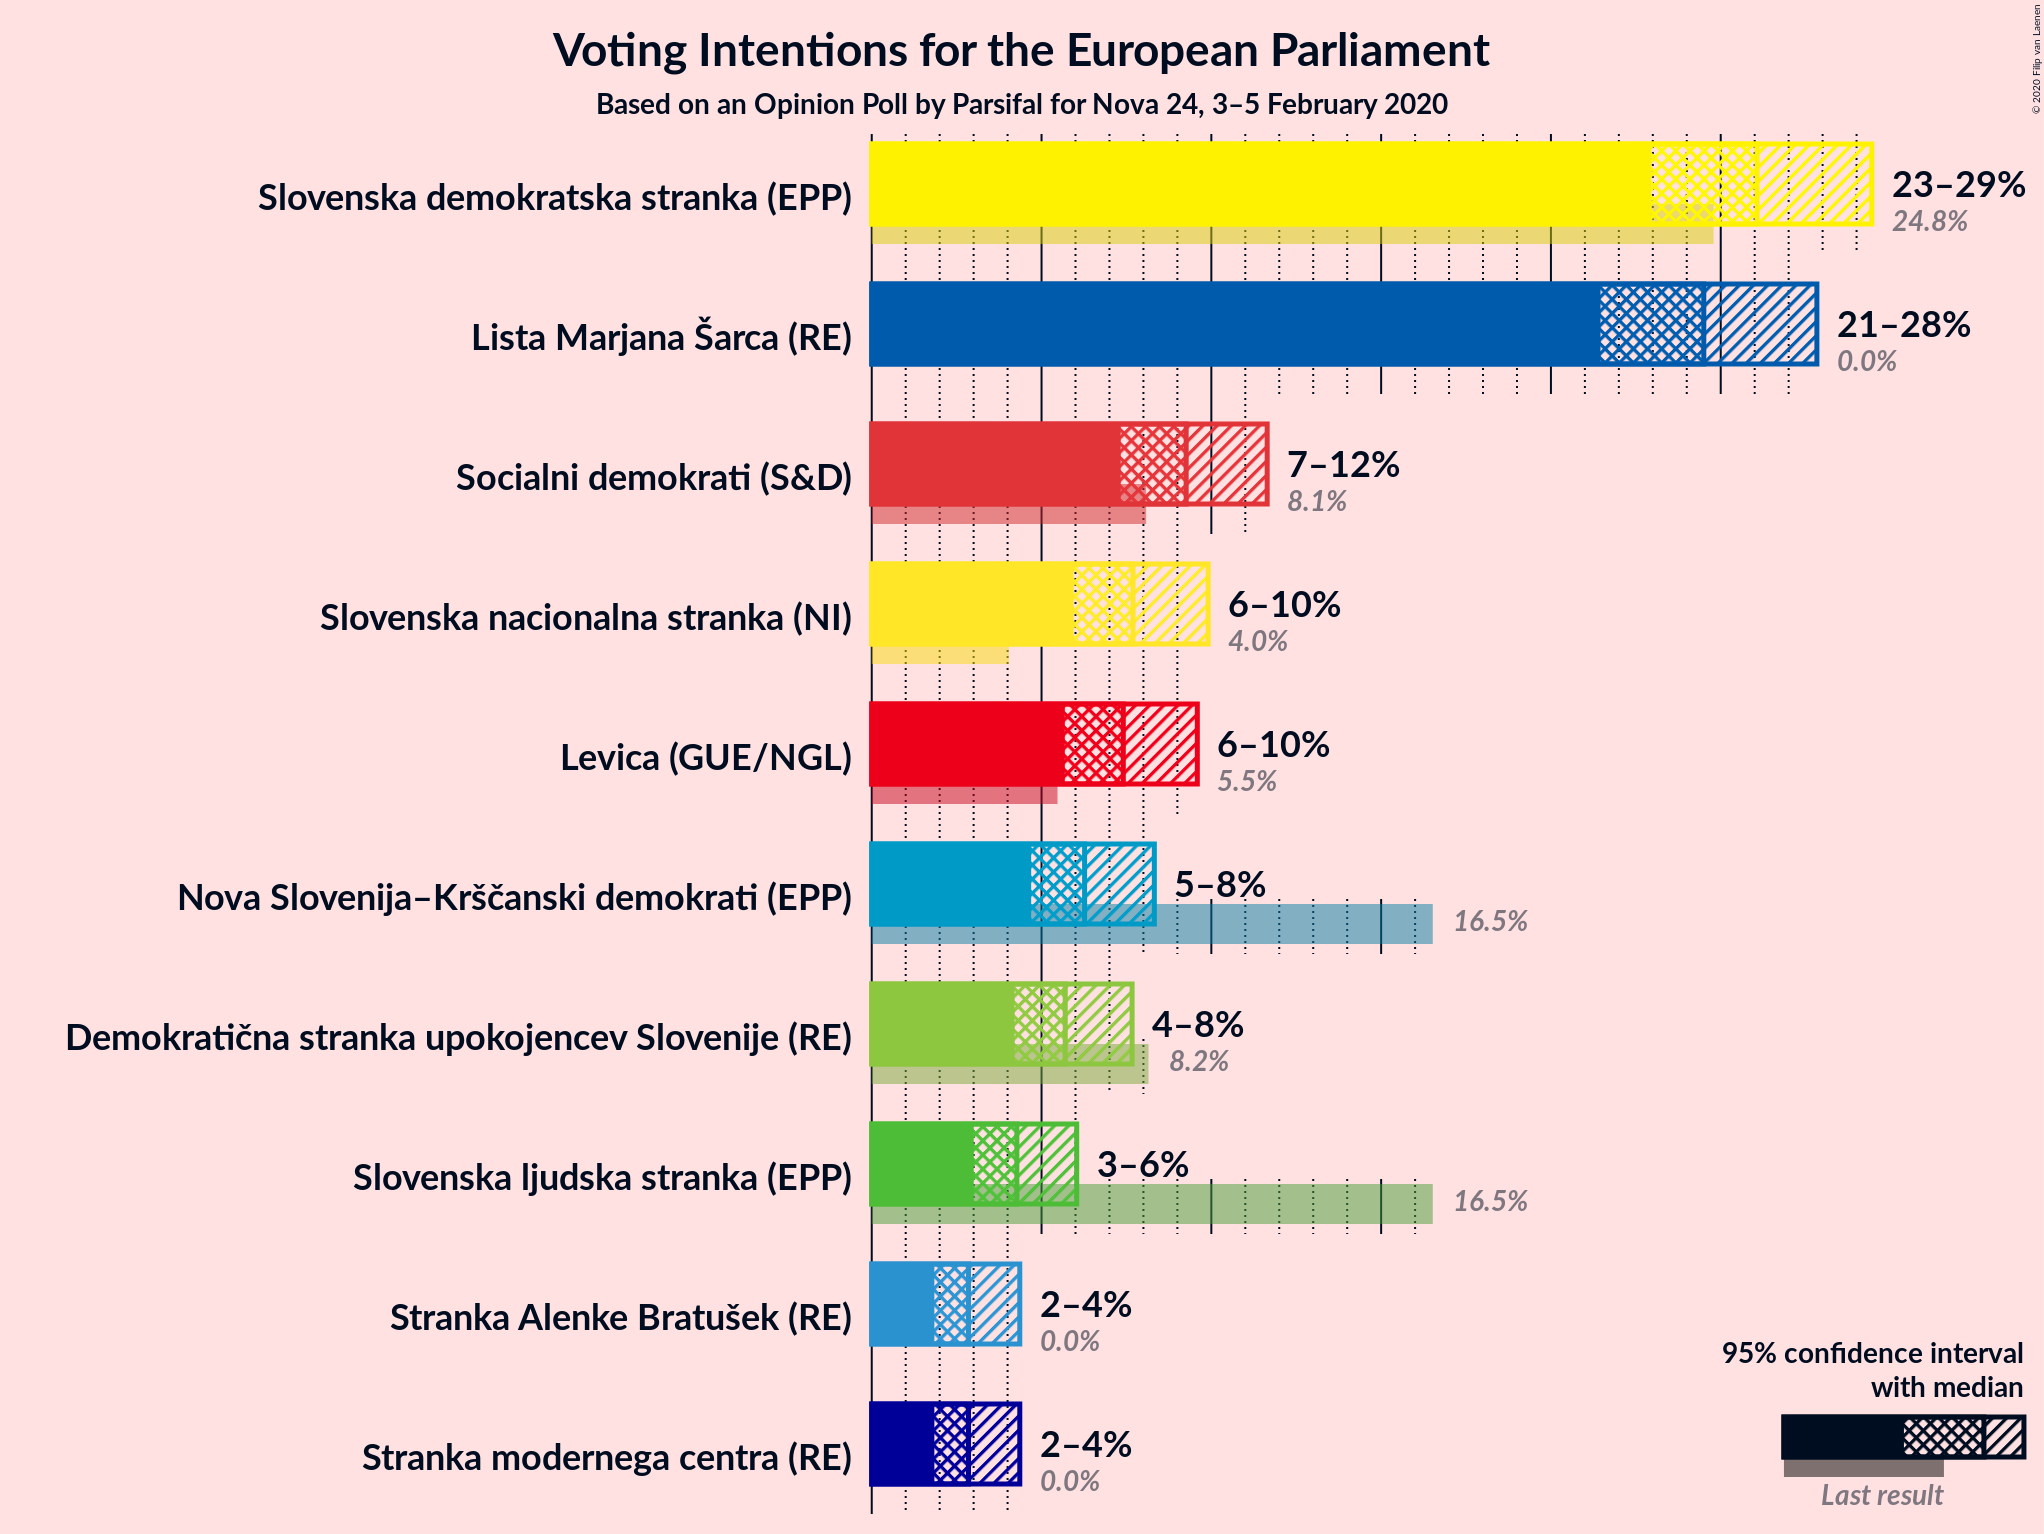 Voting Intentions for the European Parliament
Based on an Opinion Poll by Parsifal for Nova 24, 3–5 February 2020
© 2020 Filip van Laenen
Slovenska demokratska stranka (EPP)
23–29%
24.8%
Lista Marjana Šarca (RE)
21–28%
0.0%
Socialni demokrati (S&D)
7–12%
8.1%
Slovenska nacionalna stranka (NI)
6–10%
4.0%
Levica (GUE/NGL)
6–10%
5.5%
Nova Slovenija–Krščanski demokrati (EPP)
5–8%
16.5%
Demokratična stranka upokojencev Slovenije (RE)
4–8%
8.2%
Slovenska ljudska stranka (EPP)
3–6%
16.5%
Stranka Alenke Bratušek (RE)
2–4%
0.0%
Stranka modernega centra (RE)
2–4%
0.0%
95% confidence interval
with median
Last result